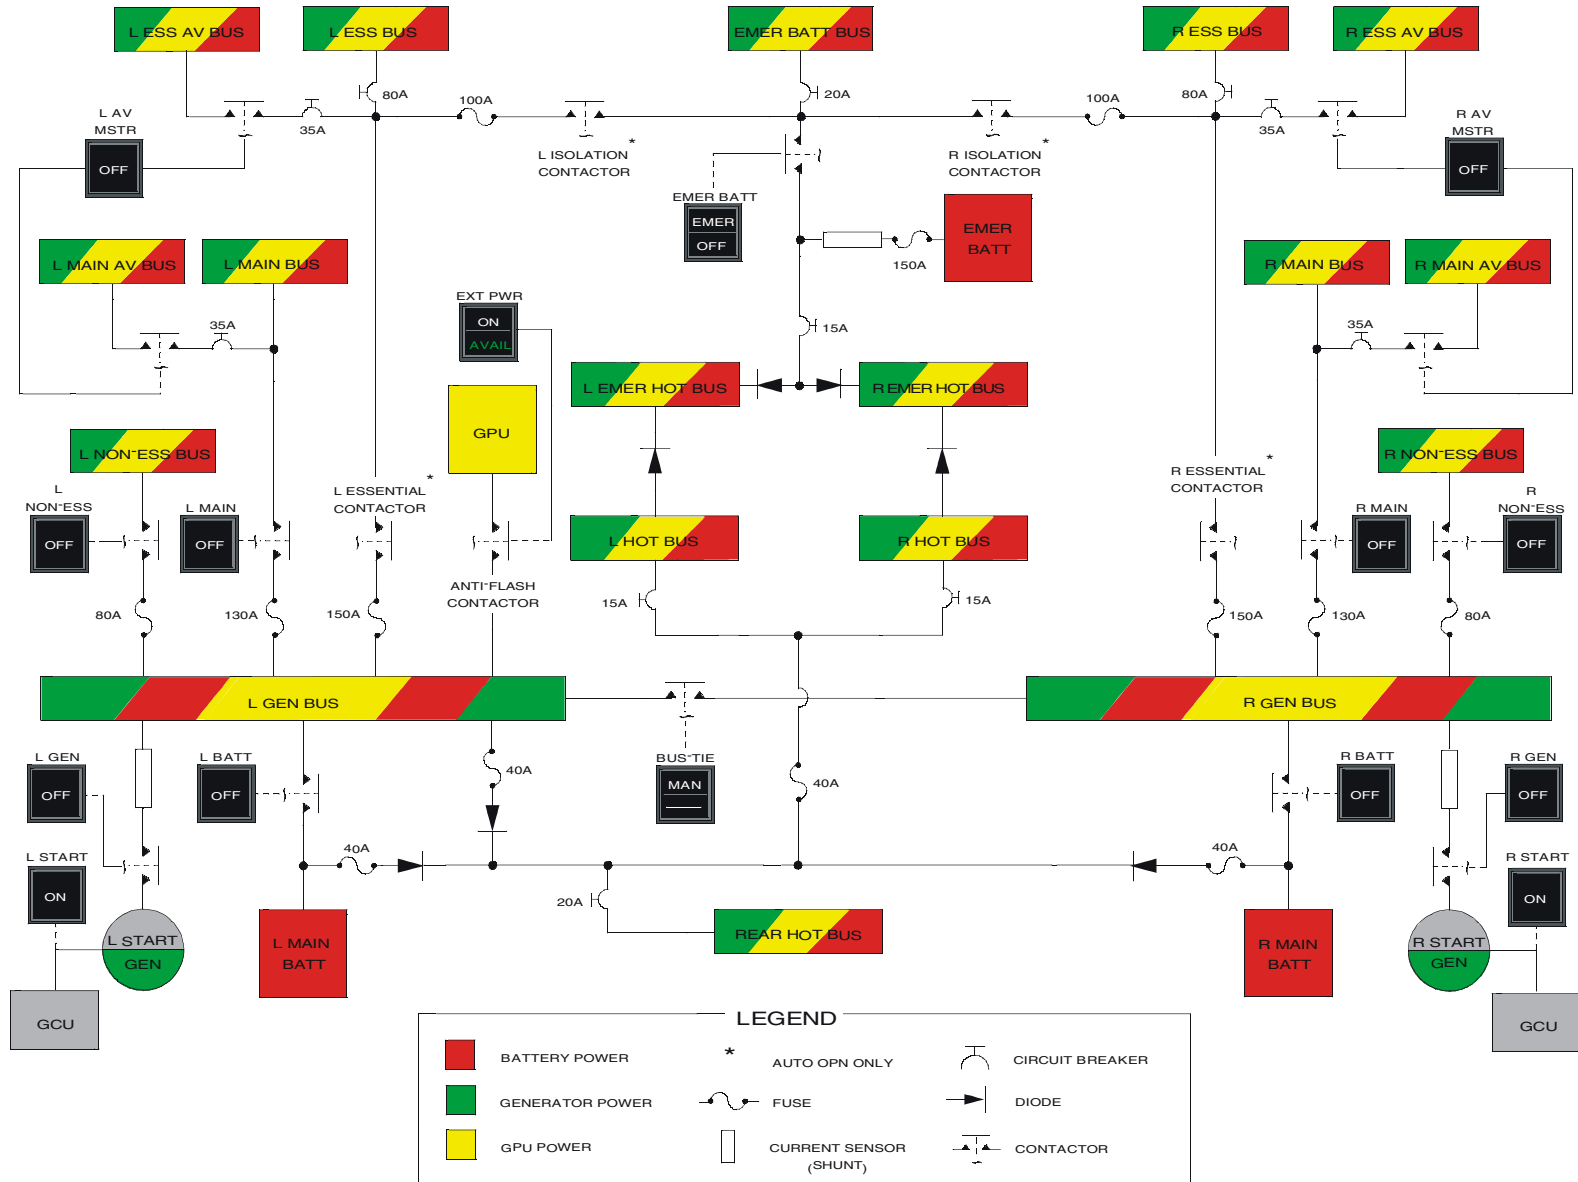 L ESS AV BUS
L ESS BUS
EMER BATT BUS
R ESS BUS
R ESS AV BUS
80A
100A
20A
100A
80A
L AV
MSTR
OFF
35A
L ISOLATION *
CONTACTOR
R ISOLATION *
CONTACTOR
35A
R AV
MSTR
OFF
EMER BATT
EMER
OFF
EMER
BATT
150A
L MAIN AV BUS
L MAIN BUS
R MAIN BUS
R MAIN AV BUS
EXT PWR
ON
AVAIL
35A
15A
35A
L EMER HOT BUS
R EMER HOT BUS
GPU
L NON-ESS BUS
R NON-ESS BUS
L
NON-ESS
OFF
L MAIN
OFF
L ESSENTIAL *
CONTACTOR
R ESSENTIAL *
CONTACTOR
R MAIN
OFF
R
NON-ESS
OFF
L HOT BUS
R HOT BUS
ANTI-FLASH
CONTACTOR
15A
15A
80A
130A
150A
150A
130A
80A
L GEN BUS
R GEN BUS
L GEN
OFF
L BATT
OFF
40A
BUS-TIE
MAN
40A
R BATT
OFF
R GEN
OFF
L START
ON
40A
40A
R START
ON
20A
L START
GEN
L MAIN
BATT
REAR HOT BUS
R MAIN
BATT
R START
GEN
GCU
GCU
LEGEND
BATTERY POWER
* AUTO OPN ONLY
CIRCUIT BREAKER
GENERATOR POWER
FUSE
DIODE
GPU POWER
CURRENT SENSOR
(SHUNT)
CONTACTOR